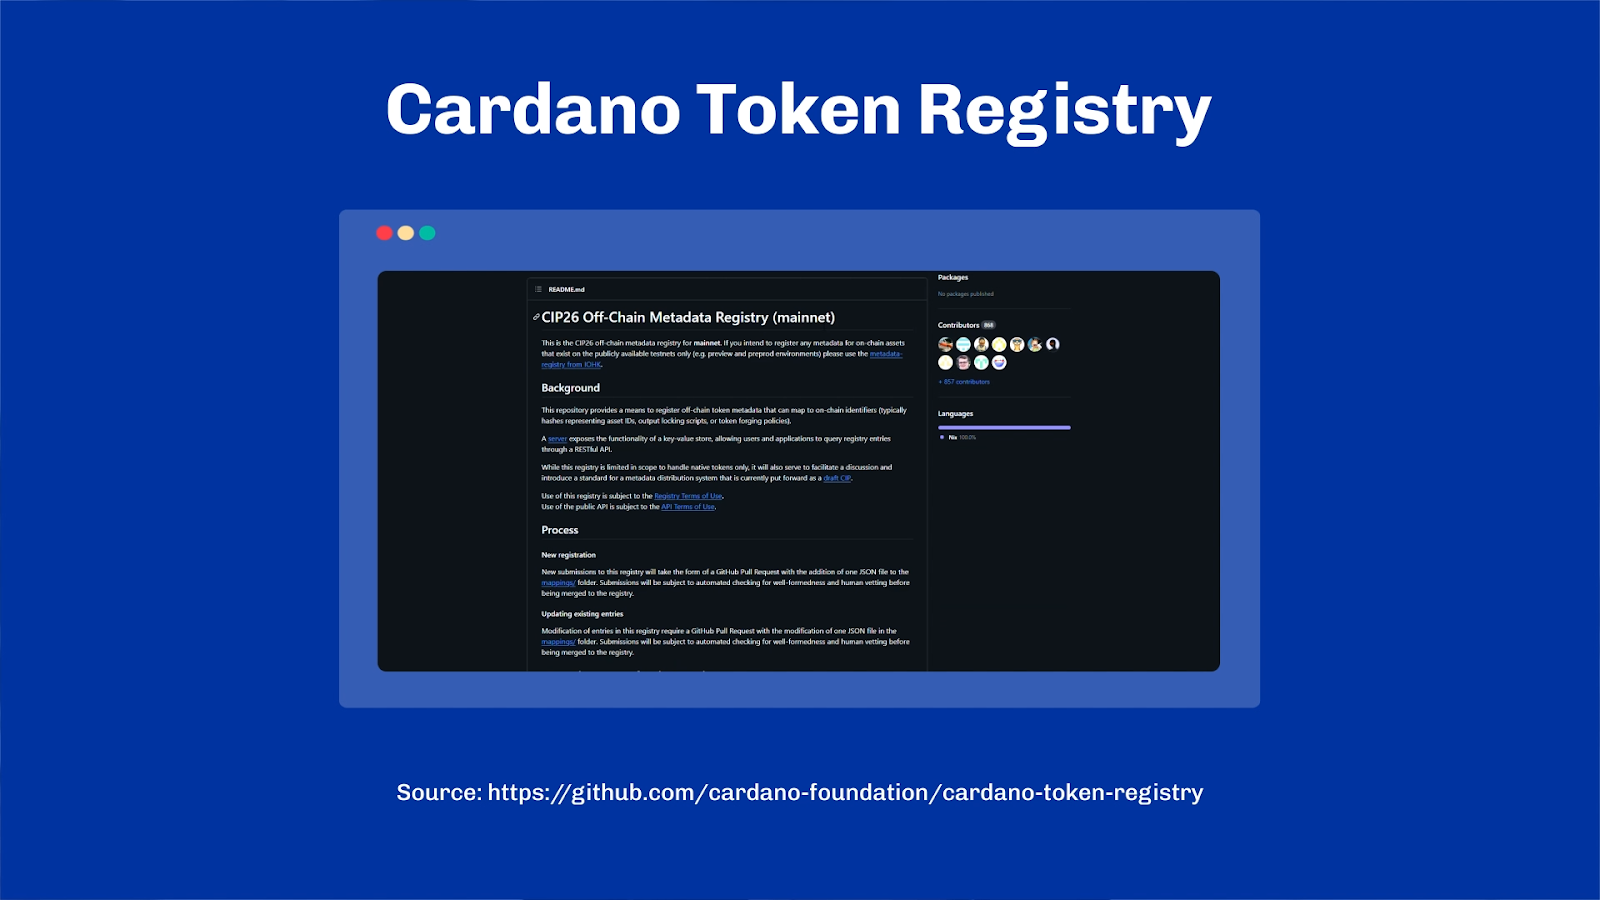 Cardano Token Registry
README.md
CIP26 Off-Chain Metadata Registry (mainnet)
This is the CIP26 off-chain metadata registry for mainnet. If you intend to register any metadata for on-chain assets
that exist on the publicly available testnets only (e.g. preview and preprod environments) please use the metadata-
registry from IOHK.
Background
This repository provides a means to register off-chain token metadata that can map to on-chain identifiers (typically
hashes representing asset IDs, output locking scripts, or token forging policies).
A server exposes the functionality of a key-value store, allowing users and applications to query registry entries
through a RESTful API.
While this registry is limited in scope to handle native tokens only, it will also serve to facilitate a discussion and
introduce a standard for a metadata distribution system that is currently put forward as a draft CIP.
Use of this registry is subject to the Registry Terms of Use.
Use of the public API is subject to the API Terms of Use.
Process
New registration
New submissions to this registry will take the form of a GitHub Pull Request with the addition of one JSON file to the
mappings/ folder. Submissions will be subject to automated checking for well-formedness and human vetting before
being merged to the registry.
Updating existing entries
Modification of entries in this registry require a GitHub Pull Request with the modification of one JSON file in the
mappings/ folder. Submissions will be subject to automated checking for well-formedness and human vetting before
being merged to the registry.
Packages
No packages published
Contributors 868
+ 857 contributors
Languages
Nix 100.0%
Source: https://github.com/cardano-foundation/cardano-token-registry